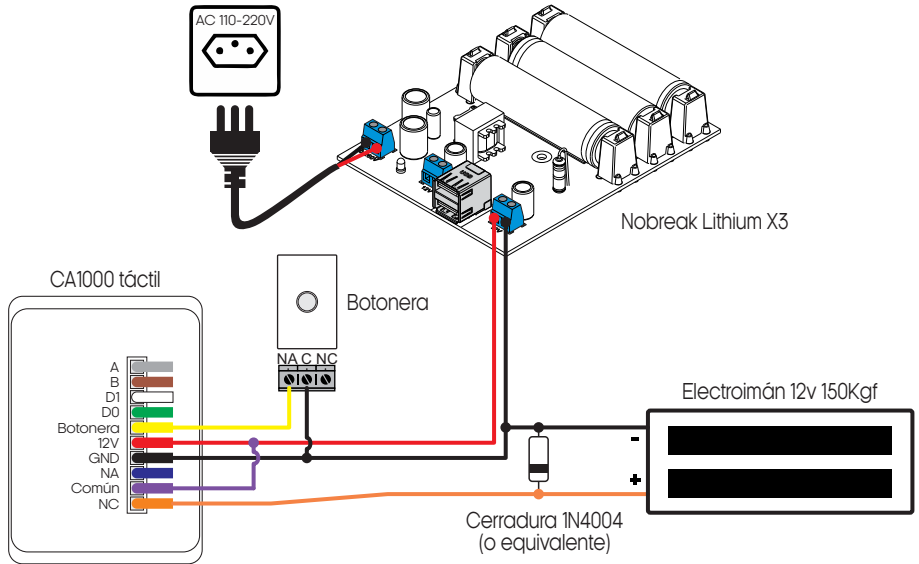 AC 110-220V
Nobreak Lithium X3
CA1000 táctil
Botonera
NA C NC
A
B
D1
D0
Botonera
12V
GND
NA
Común
NC
Electroimán 12v 150Kgf
-
+
Cerradura 1N4004
(o equivalente)